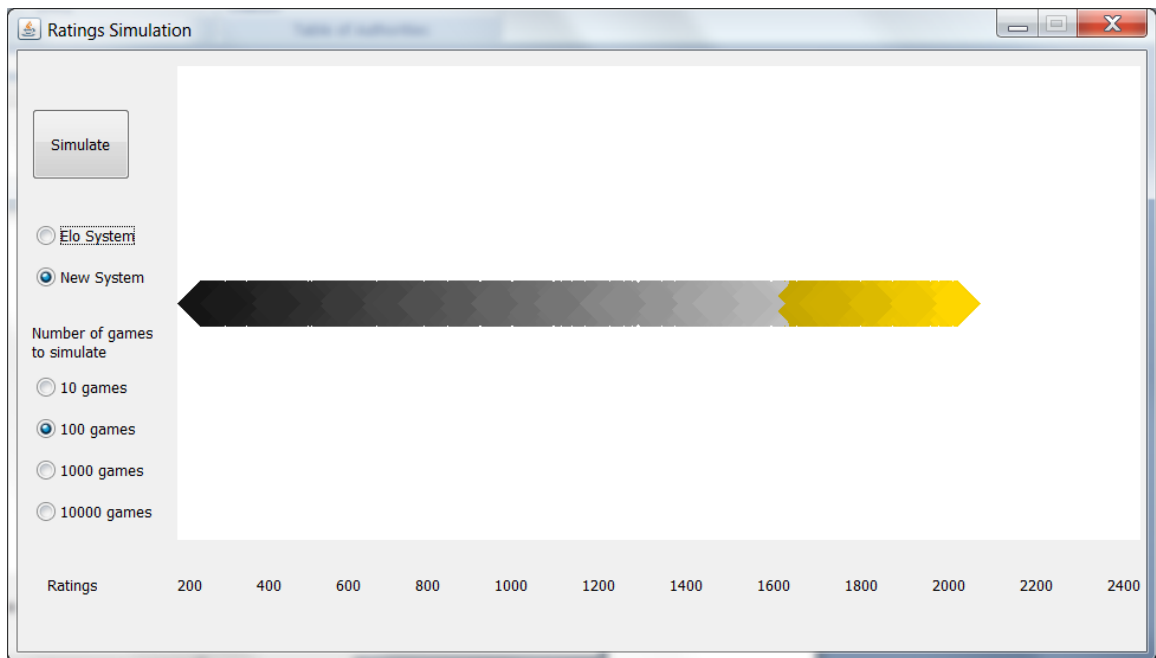 Ratings Simulation
Simulate
Elo System
New System
Number of games
to simulate
10 games
100 games
1000 games
10000 games
Ratings 200 400 600 800 1000 1200 1400 1600 1800 2000 2200 2400